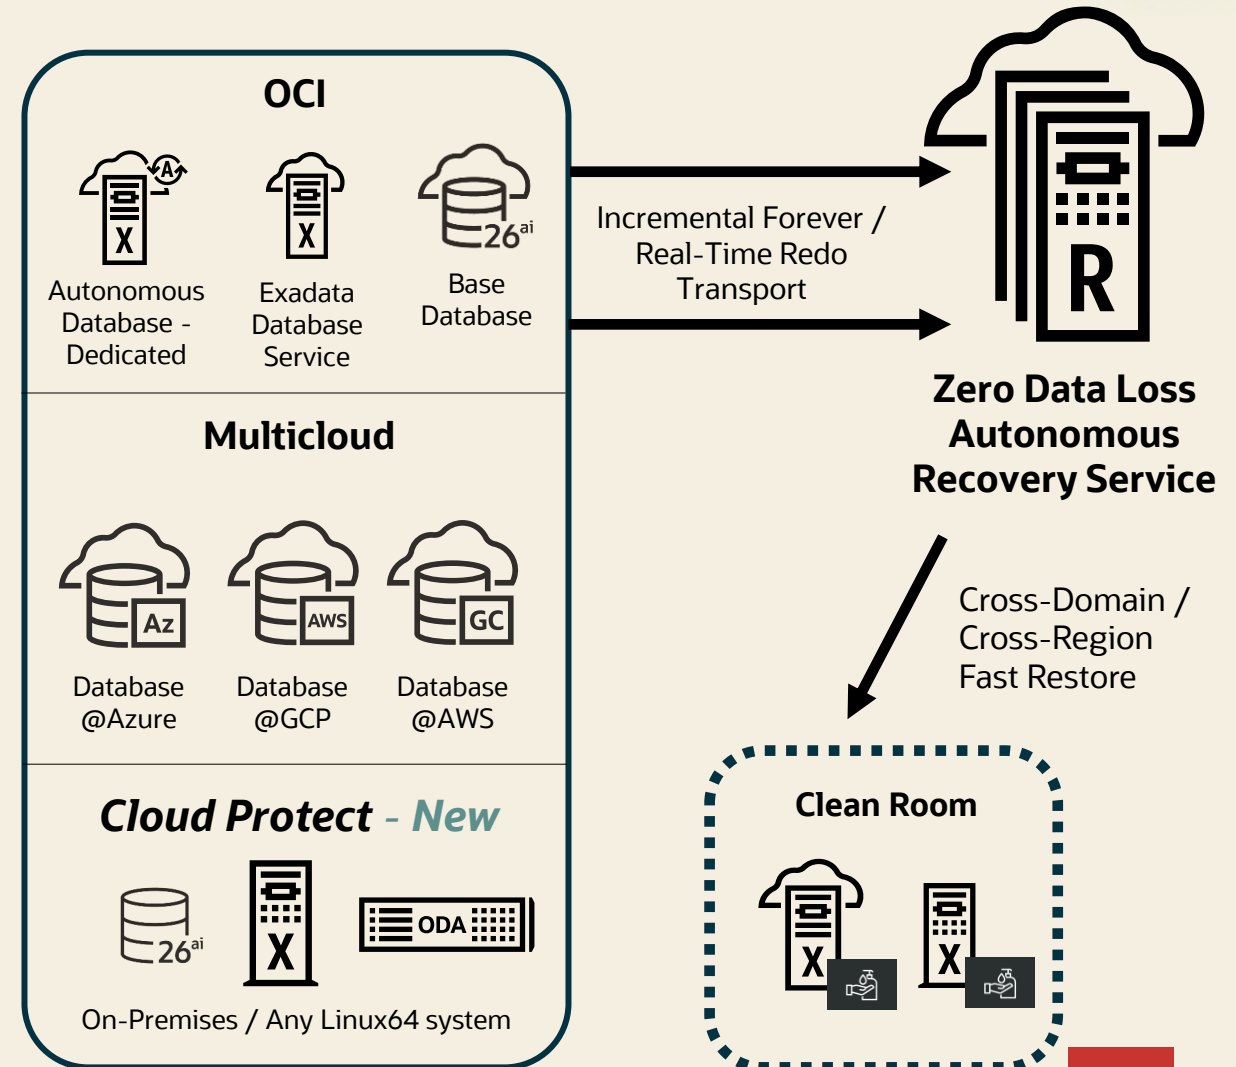 OCI
A
X
X
26ai
Autonomous
Database -
Dedicated
Exadata
Database
Service
Base
Database
Incremental Forever /
Real-Time Redo
Transport
R
Zero Data Loss
Autonomous
Recovery Service
Multicloud
Az
AWS
GC
Database
@Azure
Database
@GCP
Database
@AWS
Cross-Domain /
Cross-Region
Fast Restore
Cloud Protect - New
26ai
X
ODA
On-Premises / Any Linux64 system
Clean Room
X
X